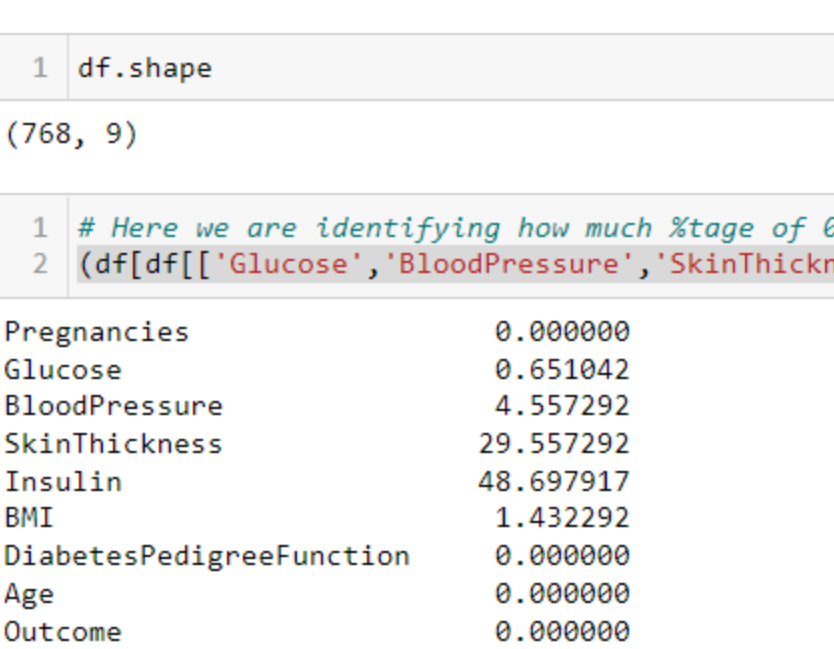 1 df.shape
(768, 9)
1 # Here we are identifying how much %tage of 0
2 (df[df[['Glucose','BloodPressure','SkinThickn
Pregnancies 0.000000
Glucose 0.651042
BloodPressure 4.557292
SkinThickness 29.557292
Insulin 48.697917
BMI 1.432292
DiabetesPedigreeFunction 0.000000
Age 0.000000
Outcome 0.000000